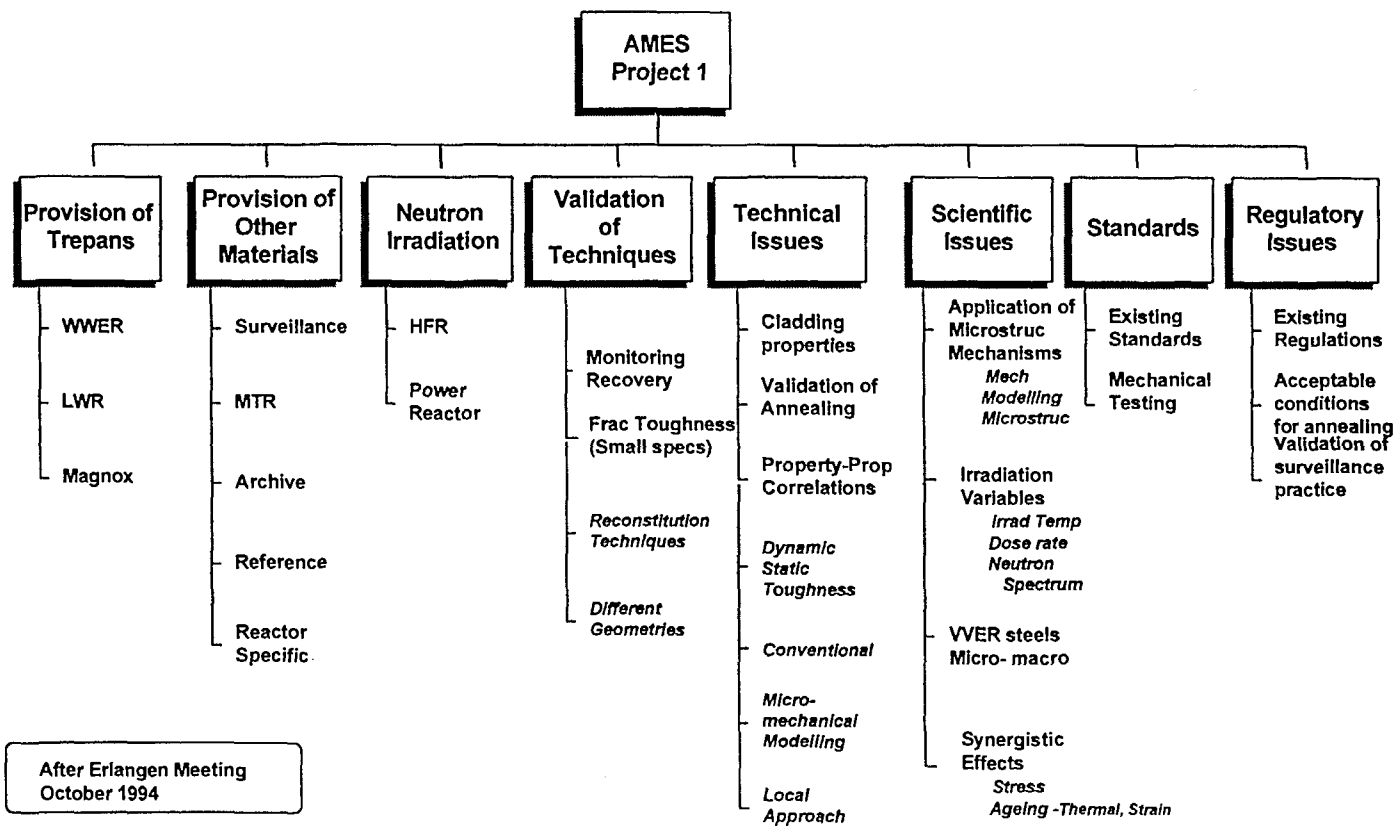 AMES
Project 1
Provision of
Trepans
WWER
LWR
Magnox
Provision of
Other
Materials
Surveillance
MTR
Archive
Reference
Reactor
Specific
Neutron
Irradiation
HFR
Power
Reactor
Validation
of
Techniques
Monitoring
Recovery
Frac Toughness
(Small specs)
Reconstitution
Techniques
Different
Geometries
Technical
Issues
Cladding
properties
Validation of
Annealing
Property-Prop
Correlations
Dynamic
Static
Toughness
Conventional
Micro-
mechanical
Modelling
Local
Approach
Scientific
Issues
Application of
Microstruc
Mechanisms
Mech
Modelling
Microstruc
Irradiation
Variables
Irrad Temp
Dose rate
Neutron
Spectrum
VVER steels
Micro- macro
Synergistic
Effects
Stress
Ageing -Thermal, Strain
Standards
Existing
Standards
Mechanical
Testing
Regulatory
Issues
Existing
Regulations
Acceptable
conditions
for annealing
Validation of
surveillance
practice
After Erlangen Meeting
October 1994